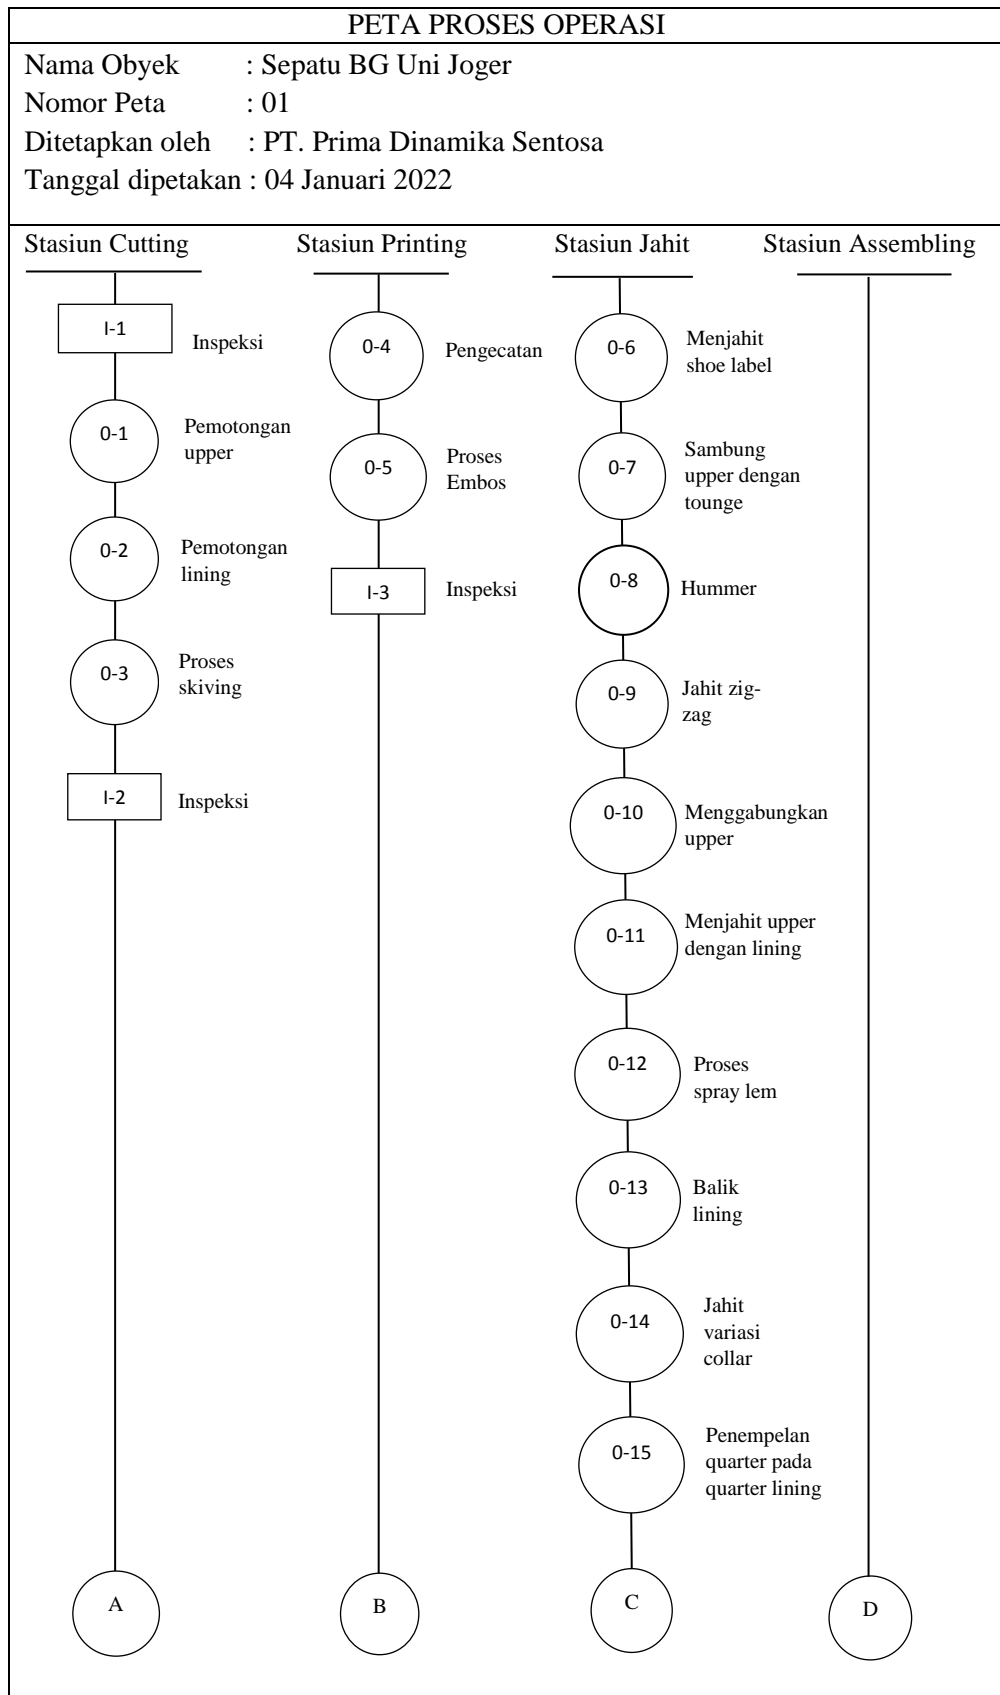 PETA PROSES OPERASI
Nama Obyek : Sepatu BG Uni Joger
Nomor Peta : 01
Ditetapkan oleh : PT. Prima Dinamika Sentosa
Tanggal dipetakan : 04 Januari 2022
Stasiun Cutting
I-1
Inspeksi
0-1
Pemotongan
upper
0-2
Pemotongan
lining
0-3
Proses
skiving
I-2
Inspeksi
A
Stasiun Printing
0-4
Pengecatan
0-5
Proses
Embos
I-3
Inspeksi
B
Stasiun Jahit
0-6
Menjahit
shoe label
0-7
Sambung
upper dengan
tounge
0-8
Hummer
0-9
Jahit zig-
zag
0-10
Menggabungkan
upper
0-11
Menjahit upper
dengan lining
0-12
Proses
spray lem
0-13
Balik
lining
0-14
Jahit
variasi
collar
0-15
Penempelan
quarter pada
quarter lining
C
Stasiun Assembling
D